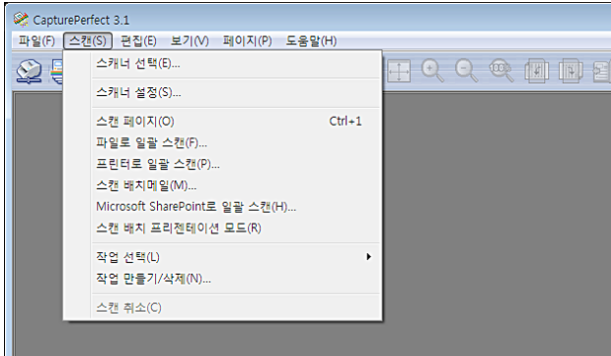 CapturePerfect 3.1
파일(F) 스캔(S) 편집(E) 보기(V) 페이지(P) 도움말(H)
스캐너 선택(E)...
스캐너 설정(S)...
스캔 페이지(O) Ctrl+1
파일로 일괄 스캔(F)...
프린터로 일괄 스캔(P)...
스캔 배치메일(M)...
Microsoft SharePoint로 일괄 스캔(H)...
스캔 배치 프리젠테이션 모드(R)
작업 선택(L)
작업 만들기/삭제(N)...
스캔 취소(C)